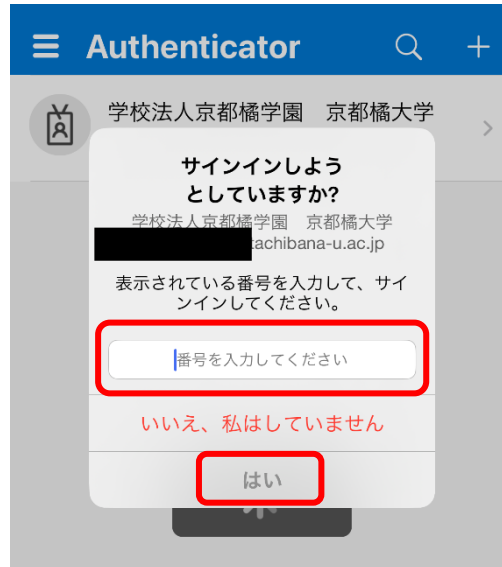 Authenticator
学校法人京都橘学園　京都橘大学
サインインしよう
としていますか?
学校法人京都橘学園　京都橘大学
tachibana-u.ac.jp
表示されている番号を入力して、サイ
ンインしてください。
番号を入力してください
いいえ、私はしていません
はい